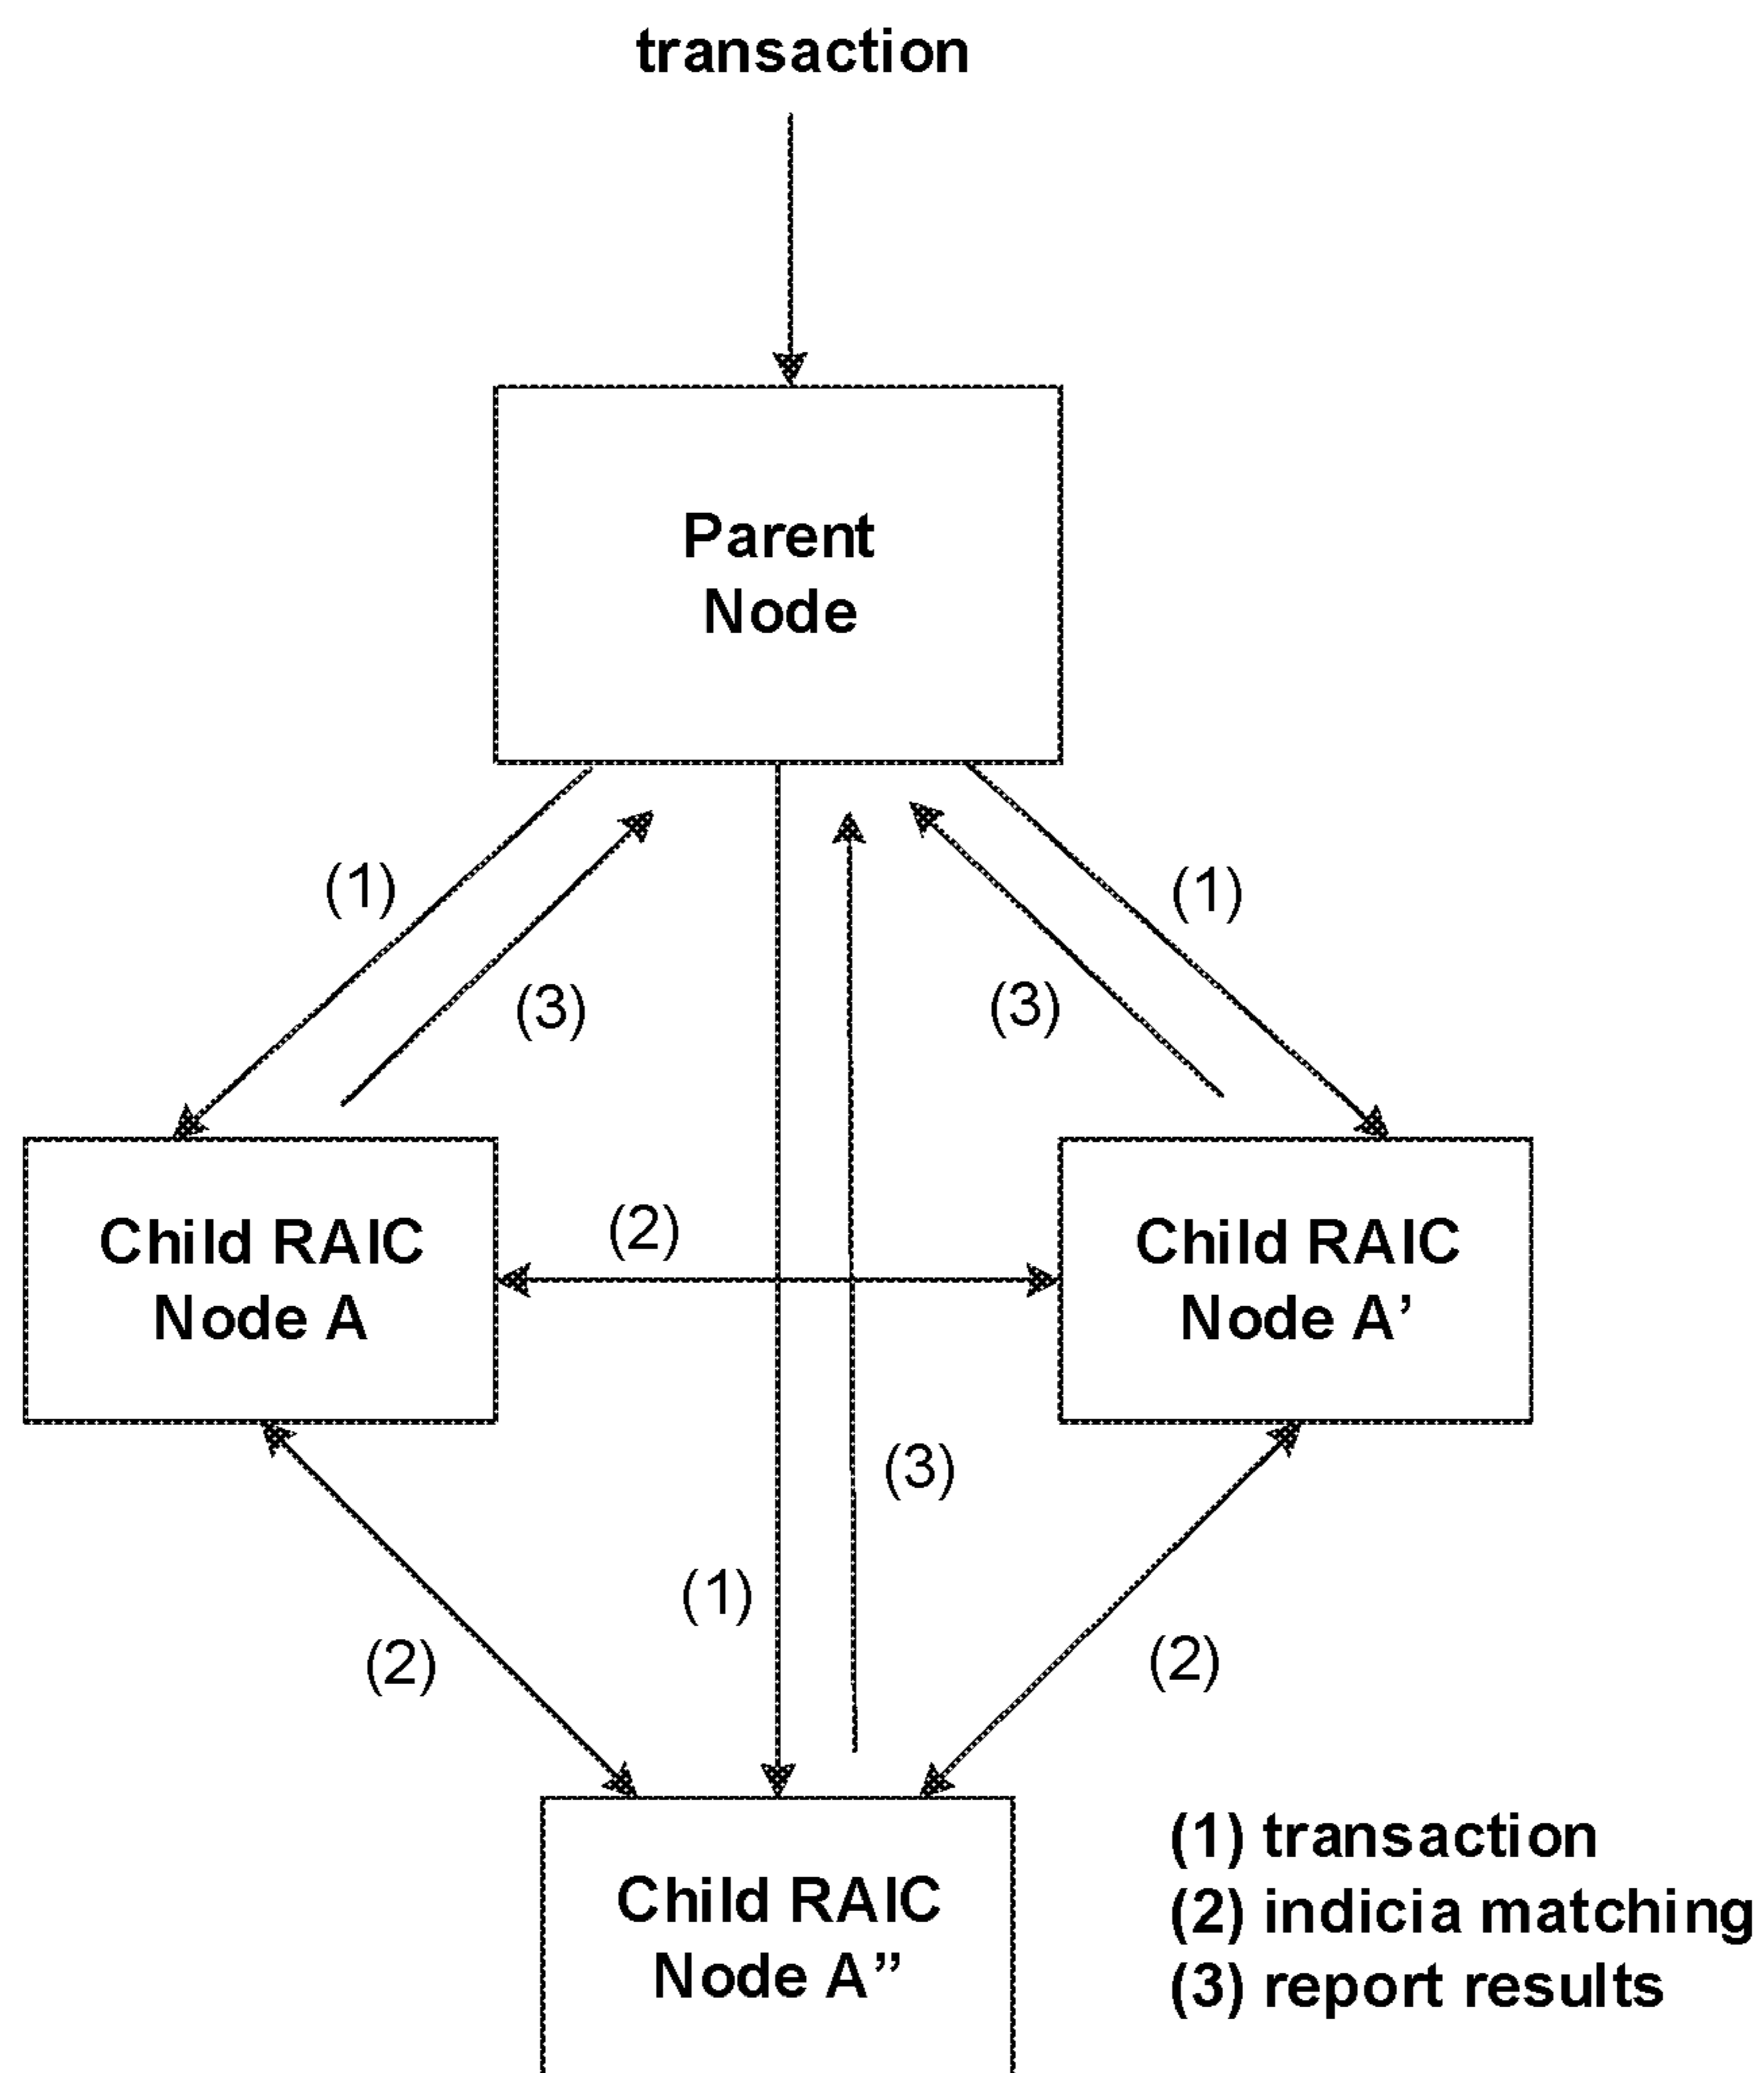 transaction
Parent
Node
(1)
(1)
(3)
(3)
Child RAIC
Node A
(2)
Child RAIC
Node A’
(3)
(1)
(2)
(2)
Child RAIC
Node A”
(1) transaction
(2) indicia matching
(3) report results